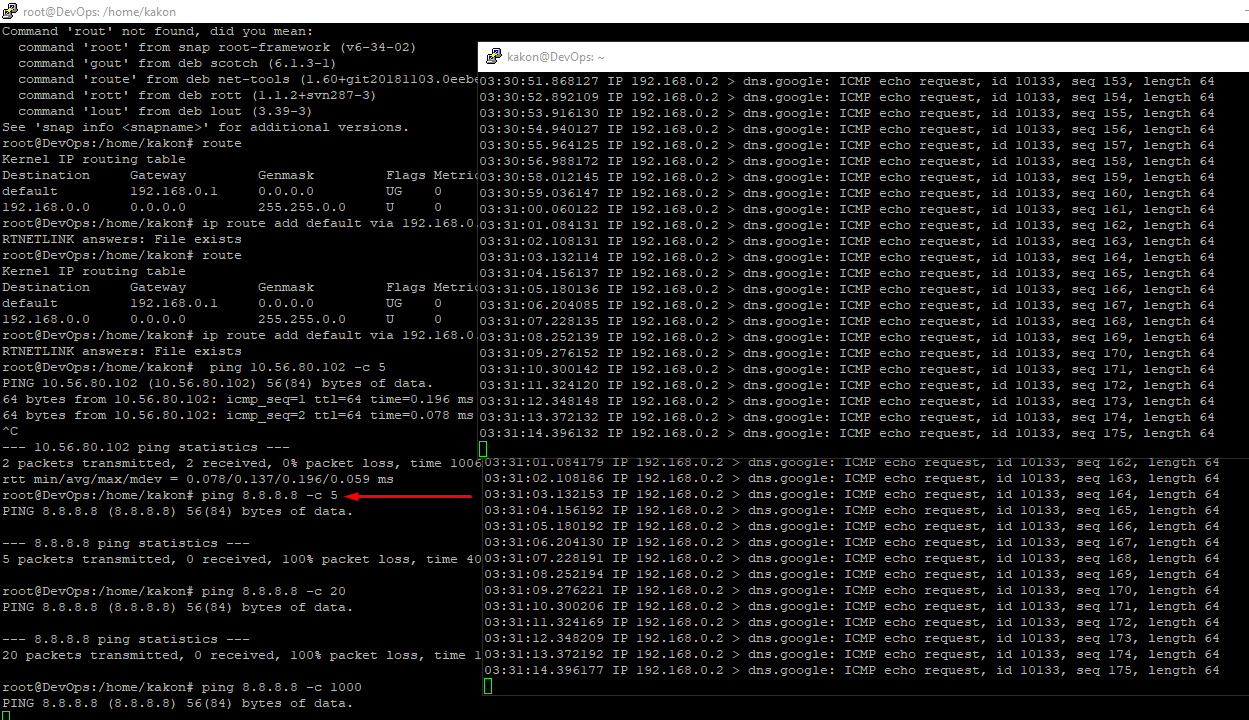 root@DevOps: /home/kakon
Command 'rout' not found, did you mean:
  command 'root' from snap root-framework (v6-34-02)
  command 'gout' from deb scotch (6.1.3-1)
  command 'route' from deb net-tools (1.60+git20181103.0eebe
  command 'rott' from deb rott (1.1.2+svn287-3)
  command 'lout' from deb lout (3.39-3)
See 'snap info <snapname>' for additional versions.
root@DevOps:/home/kakon# route
Kernel IP routing table
Destination     Gateway         Genmask         Flags Metric
default         192.168.0.1     0.0.0.0         UG    0
192.168.0.0     0.0.0.0         255.255.0.0     U     0
root@DevOps:/home/kakon# ip route add default via 192.168.0.
RTNETLINK answers: File exists
root@DevOps:/home/kakon# route
Kernel IP routing table
Destination     Gateway         Genmask         Flags Metric
default         192.168.0.1     0.0.0.0         UG    0
192.168.0.0     0.0.0.0         255.255.0.0     U     0
root@DevOps:/home/kakon# ip route add default via 192.168.0.
RTNETLINK answers: File exists
root@DevOps:/home/kakon#  ping 10.56.80.102 -c 5
PING 10.56.80.102 (10.56.80.102) 56(84) bytes of data.
64 bytes from 10.56.80.102: icmp_seq=1 ttl=64 time=0.196 ms
64 bytes from 10.56.80.102: icmp_seq=2 ttl=64 time=0.078 ms
^C
--- 10.56.80.102 ping statistics ---
2 packets transmitted, 2 received, 0% packet loss, time 1006
rtt min/avg/max/mdev = 0.078/0.137/0.196/0.059 ms
root@DevOps:/home/kakon# ping 8.8.8.8 -c 5
PING 8.8.8.8 (8.8.8.8) 56(84) bytes of data.
--- 8.8.8.8 ping statistics ---
5 packets transmitted, 0 received, 100% packet loss, time 40
root@DevOps:/home/kakon# ping 8.8.8.8 -c 20
PING 8.8.8.8 (8.8.8.8) 56(84) bytes of data.
--- 8.8.8.8 ping statistics ---
20 packets transmitted, 0 received, 100% packet loss, time 1
root@DevOps:/home/kakon# ping 8.8.8.8 -c 1000
PING 8.8.8.8 (8.8.8.8) 56(84) bytes of data.
kakon@DevOps: ~
03:30:51.868127 IP 192.168.0.2 > dns.google: ICMP echo request, id 10133, seq 153, length 64
03:30:52.892109 IP 192.168.0.2 > dns.google: ICMP echo request, id 10133, seq 154, length 64
03:30:53.916130 IP 192.168.0.2 > dns.google: ICMP echo request, id 10133, seq 155, length 64
03:30:54.940127 IP 192.168.0.2 > dns.google: ICMP echo request, id 10133, seq 156, length 64
03:30:55.964125 IP 192.168.0.2 > dns.google: ICMP echo request, id 10133, seq 157, length 64
03:30:56.988172 IP 192.168.0.2 > dns.google: ICMP echo request, id 10133, seq 158, length 64
03:30:58.012145 IP 192.168.0.2 > dns.google: ICMP echo request, id 10133, seq 159, length 64
03:30:59.036147 IP 192.168.0.2 > dns.google: ICMP echo request, id 10133, seq 160, length 64
03:31:00.060122 IP 192.168.0.2 > dns.google: ICMP echo request, id 10133, seq 161, length 64
03:31:01.084131 IP 192.168.0.2 > dns.google: ICMP echo request, id 10133, seq 162, length 64
03:31:02.108131 IP 192.168.0.2 > dns.google: ICMP echo request, id 10133, seq 163, length 64
03:31:03.132114 IP 192.168.0.2 > dns.google: ICMP echo request, id 10133, seq 164, length 64
03:31:04.156137 IP 192.168.0.2 > dns.google: ICMP echo request, id 10133, seq 165, length 64
03:31:05.180136 IP 192.168.0.2 > dns.google: ICMP echo request, id 10133, seq 166, length 64
03:31:06.204085 IP 192.168.0.2 > dns.google: ICMP echo request, id 10133, seq 167, length 64
03:31:07.228135 IP 192.168.0.2 > dns.google: ICMP echo request, id 10133, seq 168, length 64
03:31:08.252139 IP 192.168.0.2 > dns.google: ICMP echo request, id 10133, seq 169, length 64
03:31:09.276152 IP 192.168.0.2 > dns.google: ICMP echo request, id 10133, seq 170, length 64
03:31:10.300142 IP 192.168.0.2 > dns.google: ICMP echo request, id 10133, seq 171, length 64
03:31:11.324120 IP 192.168.0.2 > dns.google: ICMP echo request, id 10133, seq 172, length 64
03:31:12.348148 IP 192.168.0.2 > dns.google: ICMP echo request, id 10133, seq 173, length 64
03:31:13.372132 IP 192.168.0.2 > dns.google: ICMP echo request, id 10133, seq 174, length 64
03:31:14.396132 IP 192.168.0.2 > dns.google: ICMP echo request, id 10133, seq 175, length 64
03:31:01.084179 IP 192.168.0.2 > dns.google: ICMP echo request, id 10133, seq 162, length 64
03:31:02.108186 IP 192.168.0.2 > dns.google: ICMP echo request, id 10133, seq 163, length 64
03:31:03.132153 IP 192.168.0.2 > dns.google: ICMP echo request, id 10133, seq 164, length 64
03:31:04.156192 IP 192.168.0.2 > dns.google: ICMP echo request, id 10133, seq 165, length 64
03:31:05.180192 IP 192.168.0.2 > dns.google: ICMP echo request, id 10133, seq 166, length 64
03:31:06.204130 IP 192.168.0.2 > dns.google: ICMP echo request, id 10133, seq 167, length 64
03:31:07.228191 IP 192.168.0.2 > dns.google: ICMP echo request, id 10133, seq 168, length 64
03:31:08.252194 IP 192.168.0.2 > dns.google: ICMP echo request, id 10133, seq 169, length 64
03:31:09.276221 IP 192.168.0.2 > dns.google: ICMP echo request, id 10133, seq 170, length 64
03:31:10.300206 IP 192.168.0.2 > dns.google: ICMP echo request, id 10133, seq 171, length 64
03:31:11.324169 IP 192.168.0.2 > dns.google: ICMP echo request, id 10133, seq 172, length 64
03:31:12.348209 IP 192.168.0.2 > dns.google: ICMP echo request, id 10133, seq 173, length 64
03:31:13.372192 IP 192.168.0.2 > dns.google: ICMP echo request, id 10133, seq 174, length 64
03:31:14.396177 IP 192.168.0.2 > dns.google: ICMP echo request, id 10133, seq 175, length 64